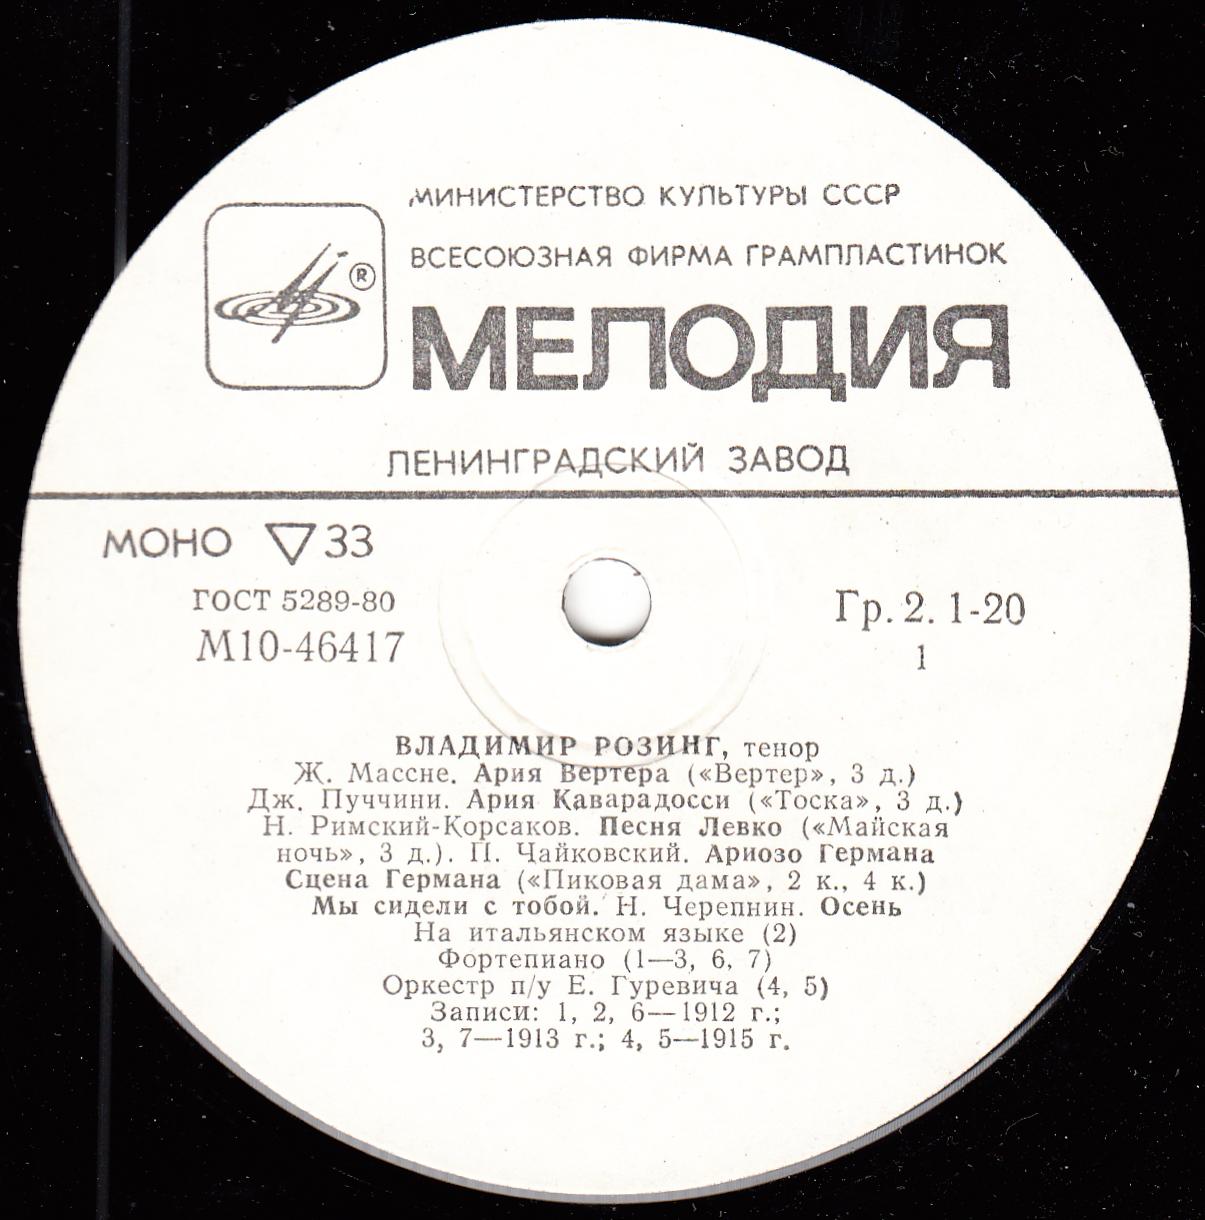 МИНИСТЕРСТВО КУЛЬТУРЫ СССР
ВСЕСОЮЗНАЯ ФИРМА ГРАМПЛАСТИНОК
®
МЕЛОДИЯ
ЛЕНИНГРАДСКИЙ ЗАВОД
МОНО ▽ 33
ГОСТ 5289-80
М10-46417
Гр. 2. 1-20
1
ВЛАДИМИР РОЗИНГ, тенор
Ж. Массне. Ария Вертера («Вертер», 3 д.)
Дж. Пуччини. Ария Каварадосси («Тоска», 3 д.)
Н. Римский-Корсаков. Песня Левко («Майская
ночь», 3 д.). П. Чайковский. Ариозо Германа
Сцена Германа («Пиковая дама», 2 к., 4 к.)
Мы сидели с тобой. Н. Черепнин. Осень
На итальянском языке (2)
Фортепиано (1—3, 6, 7)
Оркестр п/у Е. Гуревича (4, 5)
Записи: 1, 2, 6—1912 г.;
3, 7—1913 г.; 4, 5—1915 г.